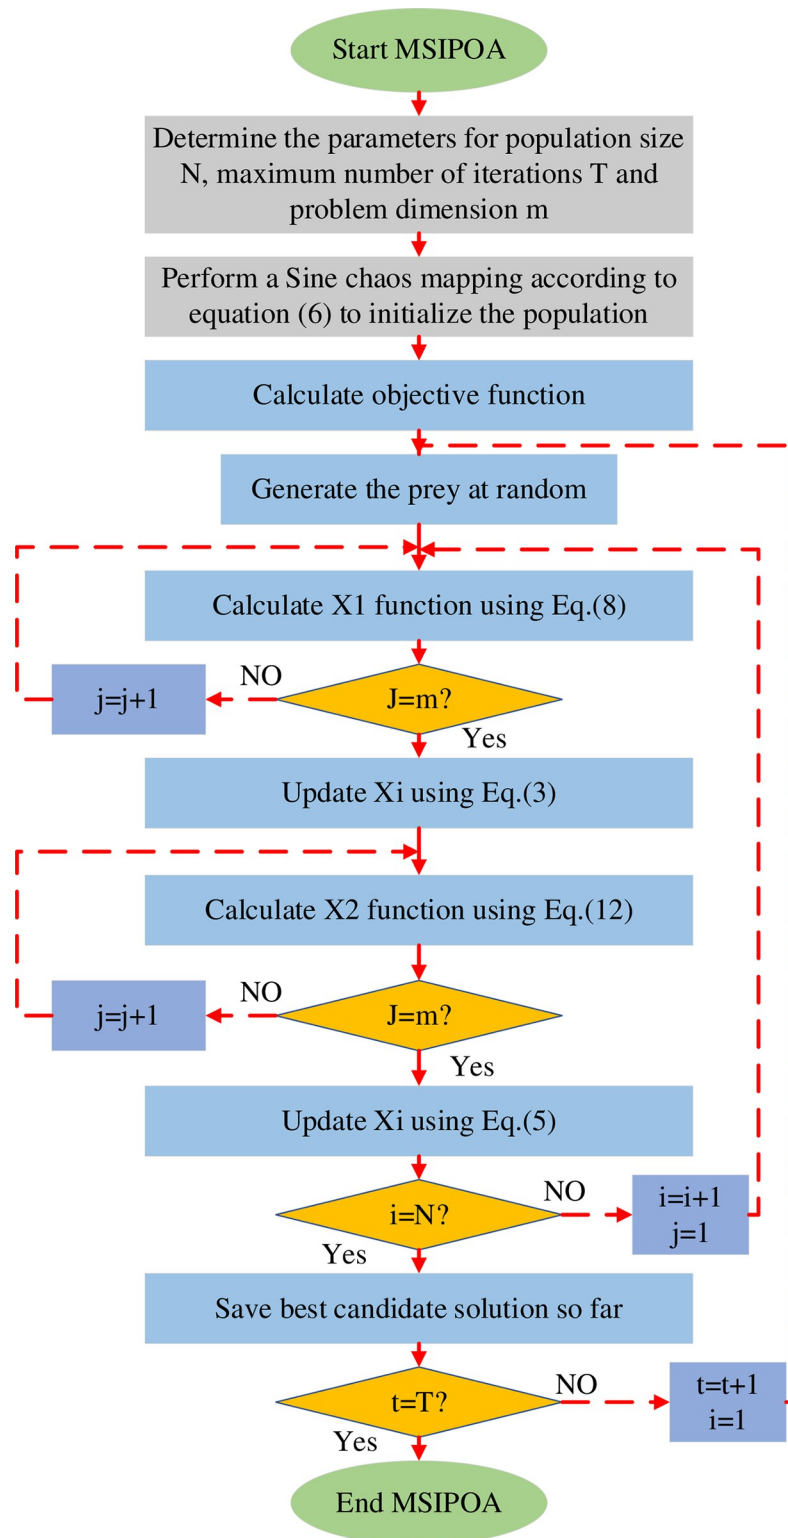 Start MSIPOA
Determine the parameters for population size
N, maximum number of iterations T and
problem dimension m
Perform a Sine chaos mapping according to
equation (6) to initialize the population
Calculate objective function
Generate the prey at random
Calculate X1 function using Eq.(8)
j=j+1
NO
J=m?
Yes
Update Xi using Eq.(3)
Calculate X2 function using Eq.(12)
j=j+1
NO
J=m?
Yes
Update Xi using Eq.(5)
i=N?
NO
i=i+1
j=1
Yes
Save best candidate solution so far
t=T?
NO
t=t+1
i=1
Yes
End MSIPOA